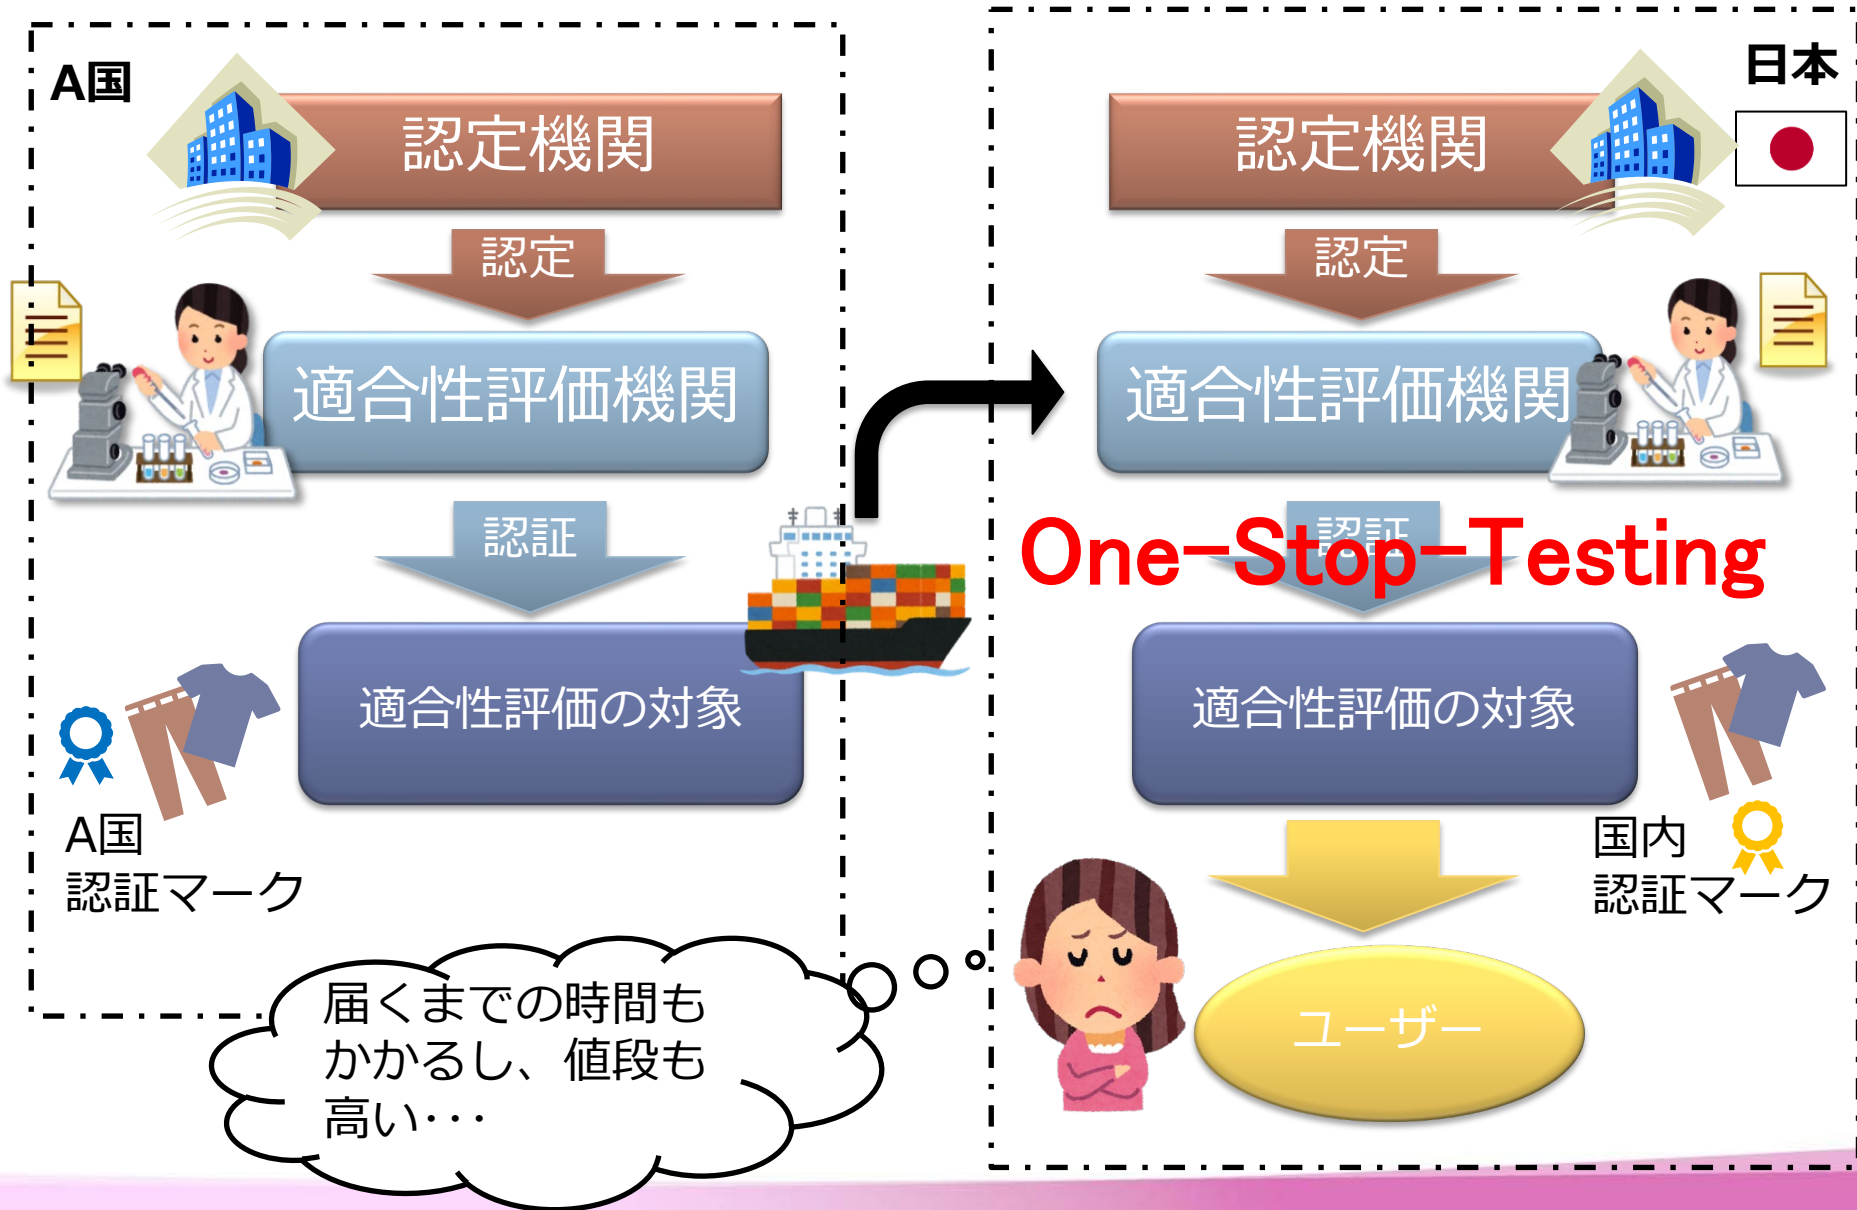 A国
認定機関
認定
適合性評価機関
認証
適合性評価の対象
A国
認証マーク
届くまでの時間も
かかるし、値段も
高い･･･
日本
認定機関
認定
適合性評価機関
認証
One-Stop-Testing
適合性評価の対象
国内
認証マーク
ユーザー